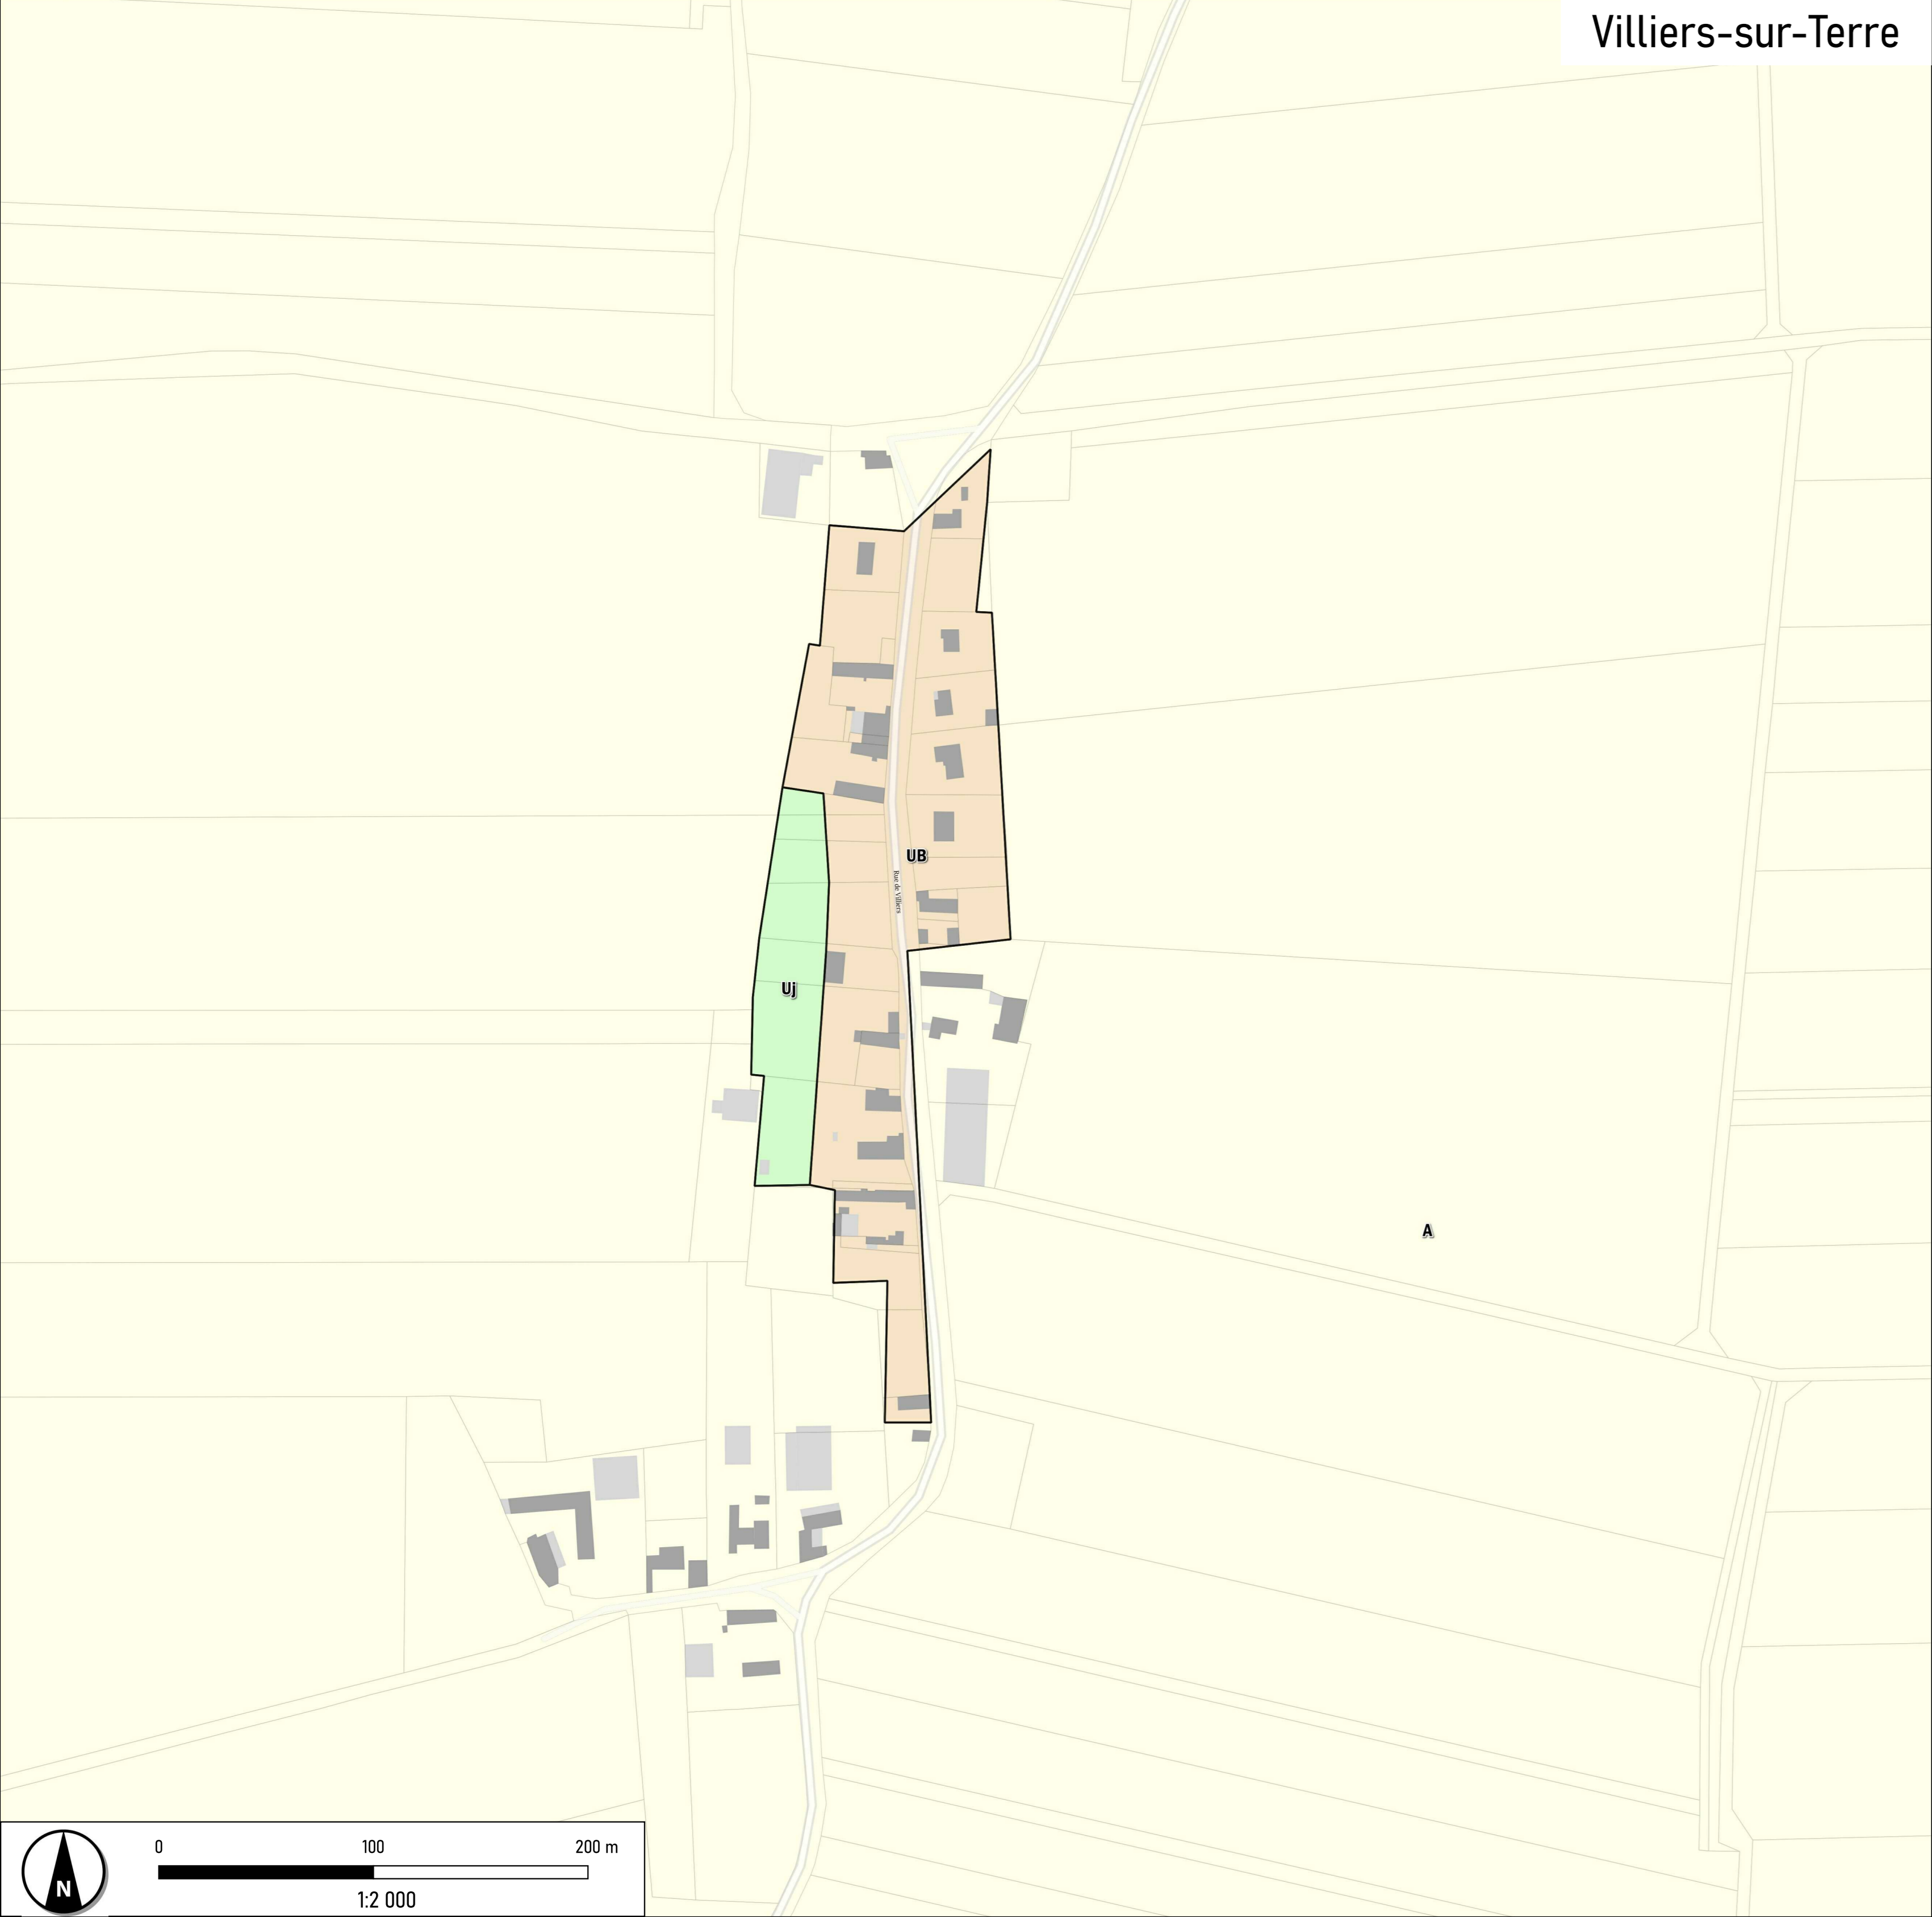 Villiers-sur-Terre
UB
Rue de Villiers
Uj
A
0 100 200 m
1:2 000
N